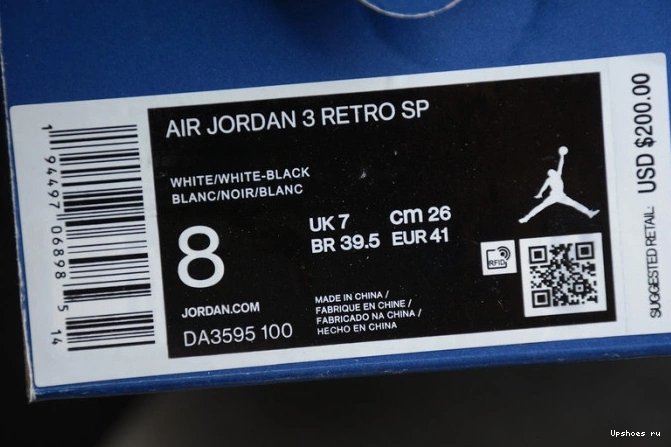 AIR JORDAN 3 RETRO SP
WHITE/WHITE-BLACK
BLANC/NOIR/BLANC
8
UK 7 cm 26
BR 39.5 EUR 41
JORDAN.COM
DA3595 100
MADE IN CHINA /
FABRIQUE EN CHINE /
FABRICADO NA CHINA /
HECHO EN CHINA
RFID
SUGGESTED RETAIL: USD $200.00
1 94497 06898 5 14
Upshoes ru